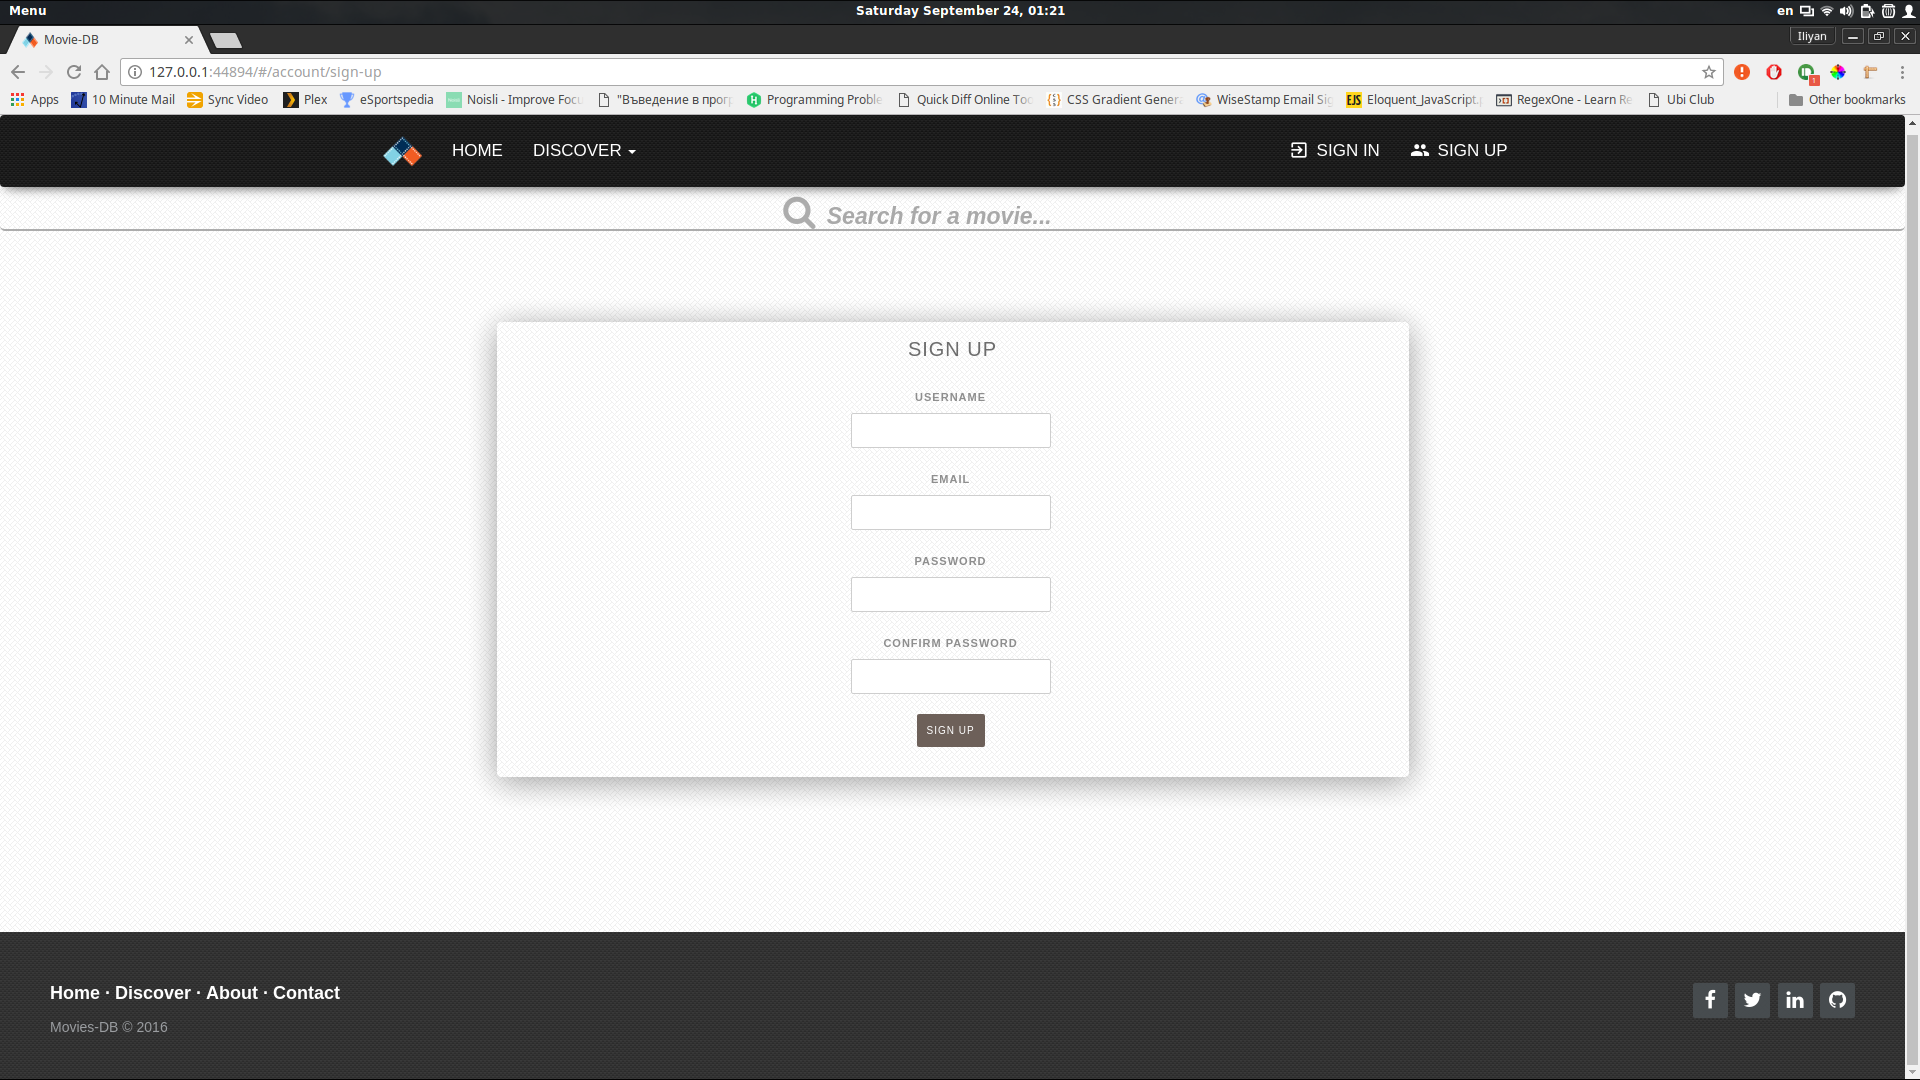 Menu Saturday September 24, 01:21 en
Movie-DB Iliyan
127.0.0.1:44894/#/account/sign-up
Apps 10 Minute Mail Sync Video Plex eSportspedia Noisli - Improve Focu "Въведение в прог Programming Proble Quick Diff Online Too CSS Gradient Genera WiseStamp Email Sig EJS Eloquent_JavaScript. RegexOne - Learn Re Ubi Club Other bookmarks
HOME DISCOVER SIGN IN SIGN UP
Search for a movie...
SIGN UP
USERNAME
EMAIL
PASSWORD
CONFIRM PASSWORD
SIGN UP
Home · Discover · About · Contact
Movies-DB © 2016